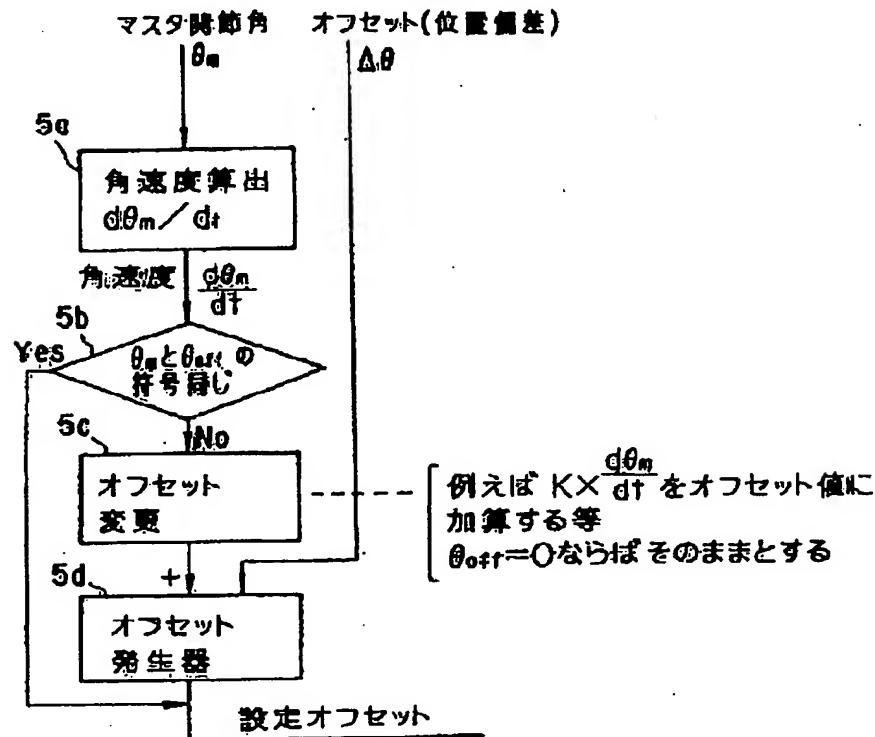 マスタ関節角 オフセット(位置偏差)
θm Δθ
5a
角速度算出
dθm／dt
角速度 dθm
dt
5b
Yes
θmとθoffの
符号同じ
5c No
オフセット
変更
例えば K×dθm/dt をオフセット値に
加算する等
θoff=0ならばそのままとする
+
5d
オフセット
発生器
設定オフセット